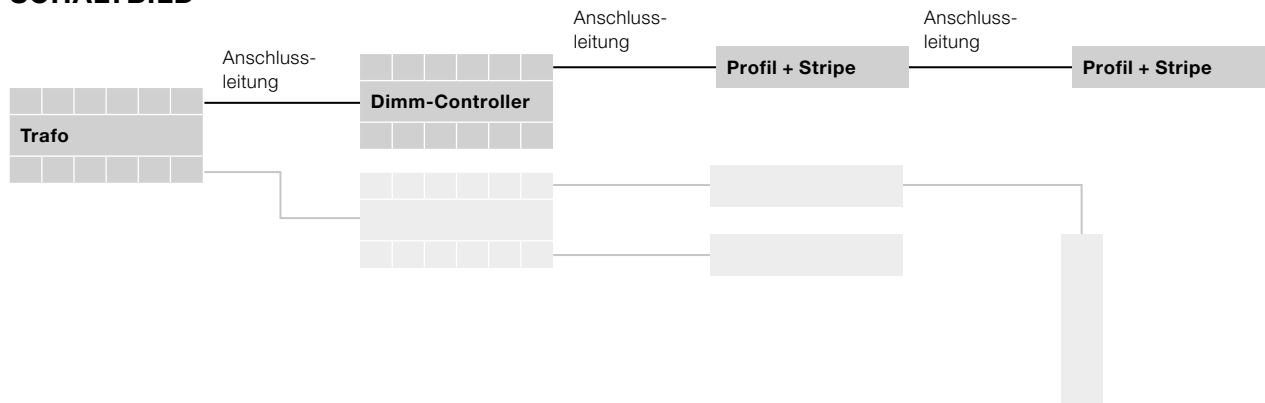 SCHALTBILD
Anschluss-
leitung
Anschluss-
leitung
Anschluss-
leitung
Trafo
Dimm-Controller
Profil + Stripe
Profil + Stripe